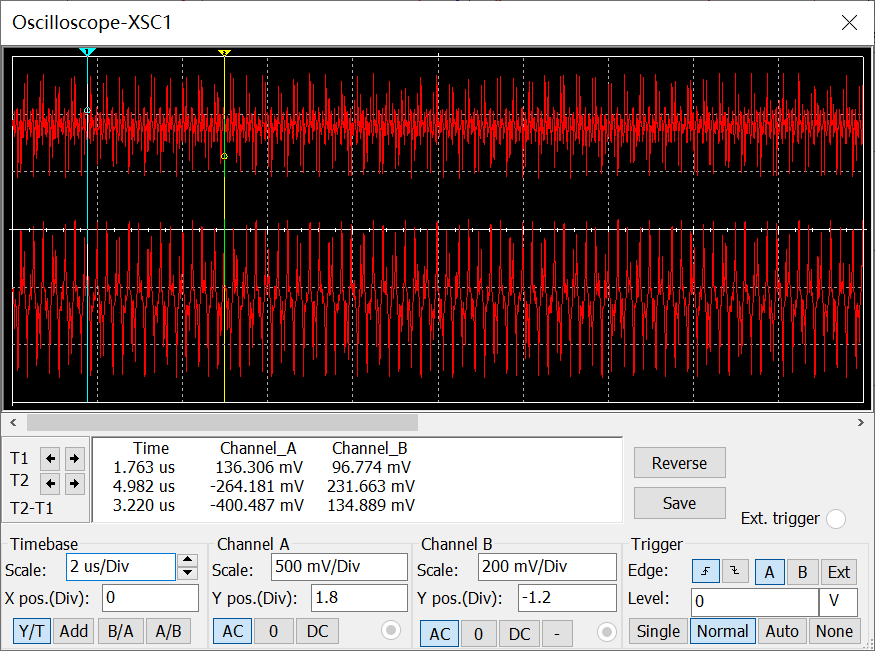 Oscilloscope-XSC1
1
2
T1
T2
T2-T1
Time Channel_A Channel_B
1.763 us 136.306 mV 96.774 mV
4.982 us -264.181 mV 231.663 mV
3.220 us -400.487 mV 134.889 mV
Reverse
Save
Ext. trigger
Timebase
Scale: 2 us/Div
X pos.(Div): 0
Y/T Add B/A A/B
Channel A
Scale: 500 mV/Div
Y pos.(Div): 1.8
AC 0 DC
Channel B
Scale: 200 mV/Div
Y pos.(Div): -1.2
AC 0 DC -
Trigger
Edge: A B Ext
Level: 0 V
Single Normal Auto None